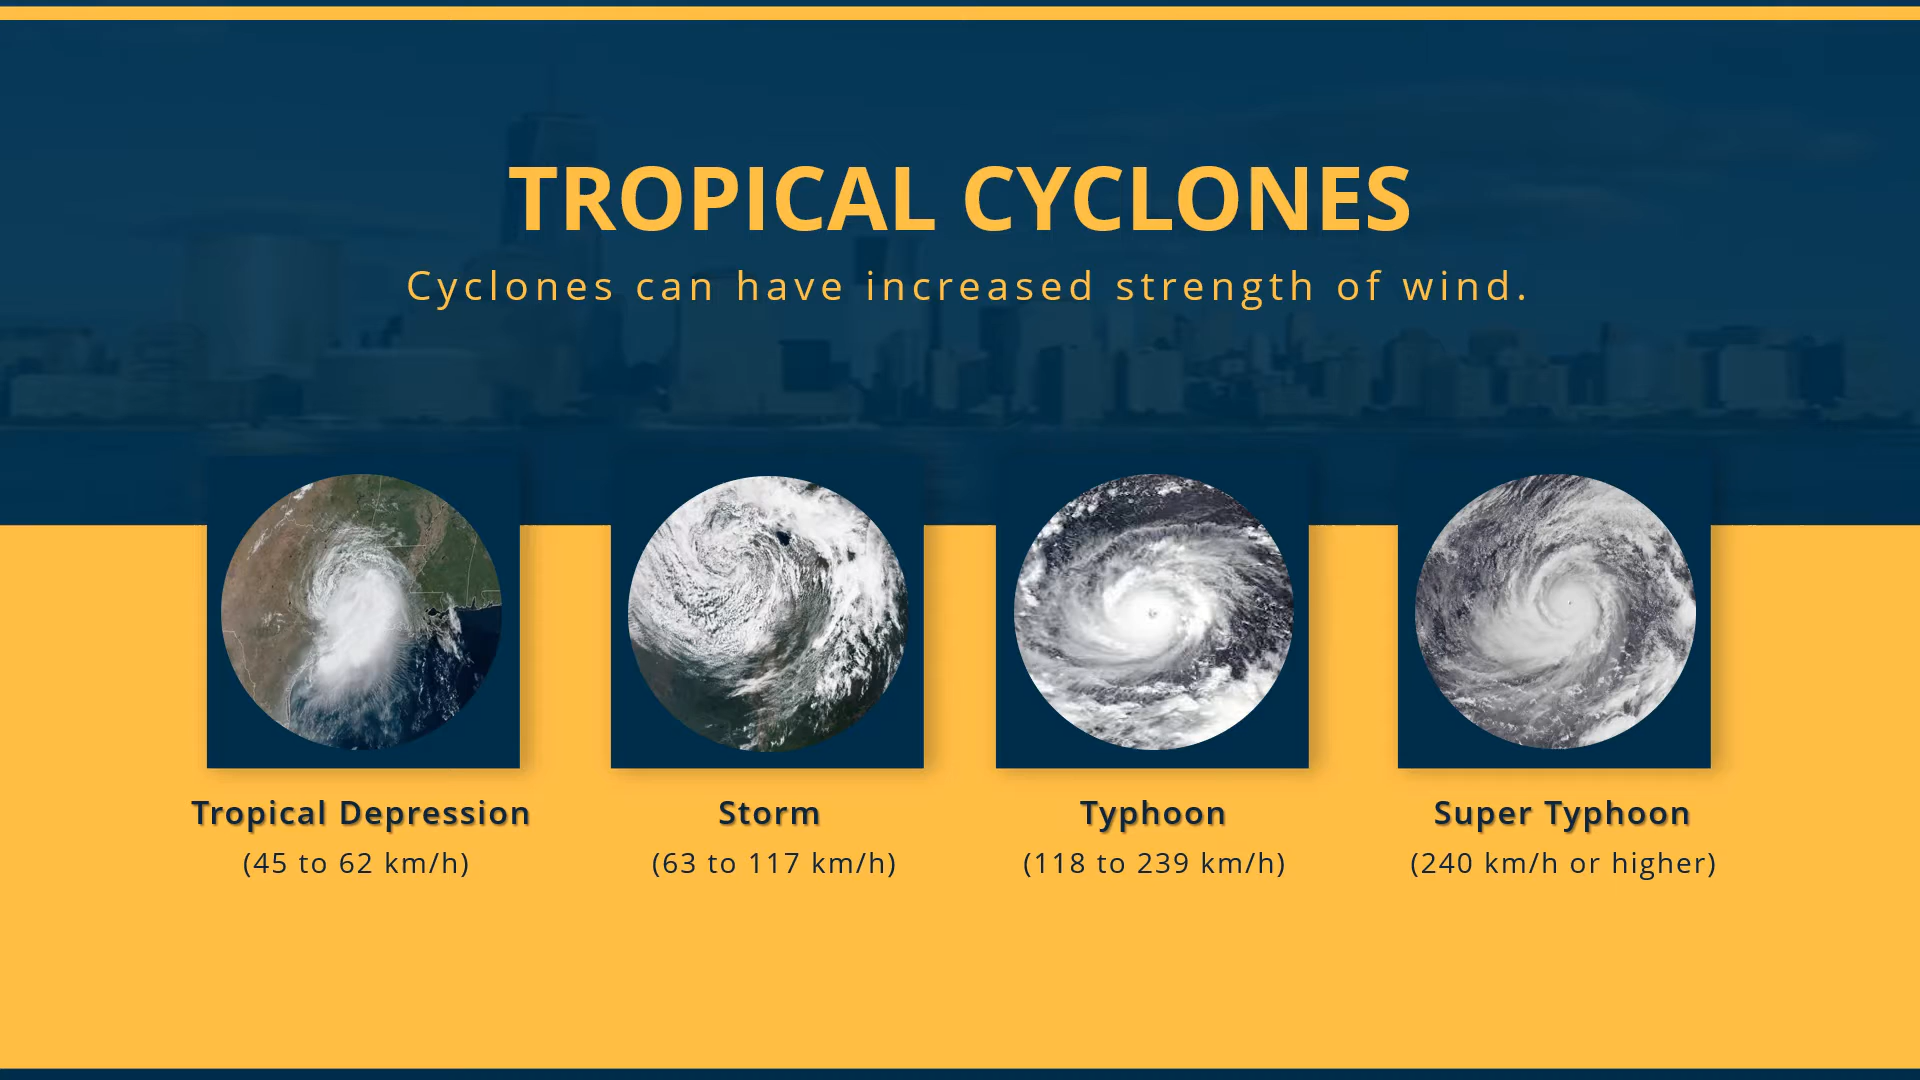 TROPICAL CYCLONES
Cyclones can have increased strength of wind.
Tropical Depression
(45 to 62 km/h)
Storm
(63 to 117 km/h)
Typhoon
(118 to 239 km/h)
Super Typhoon
(240 km/h or higher)